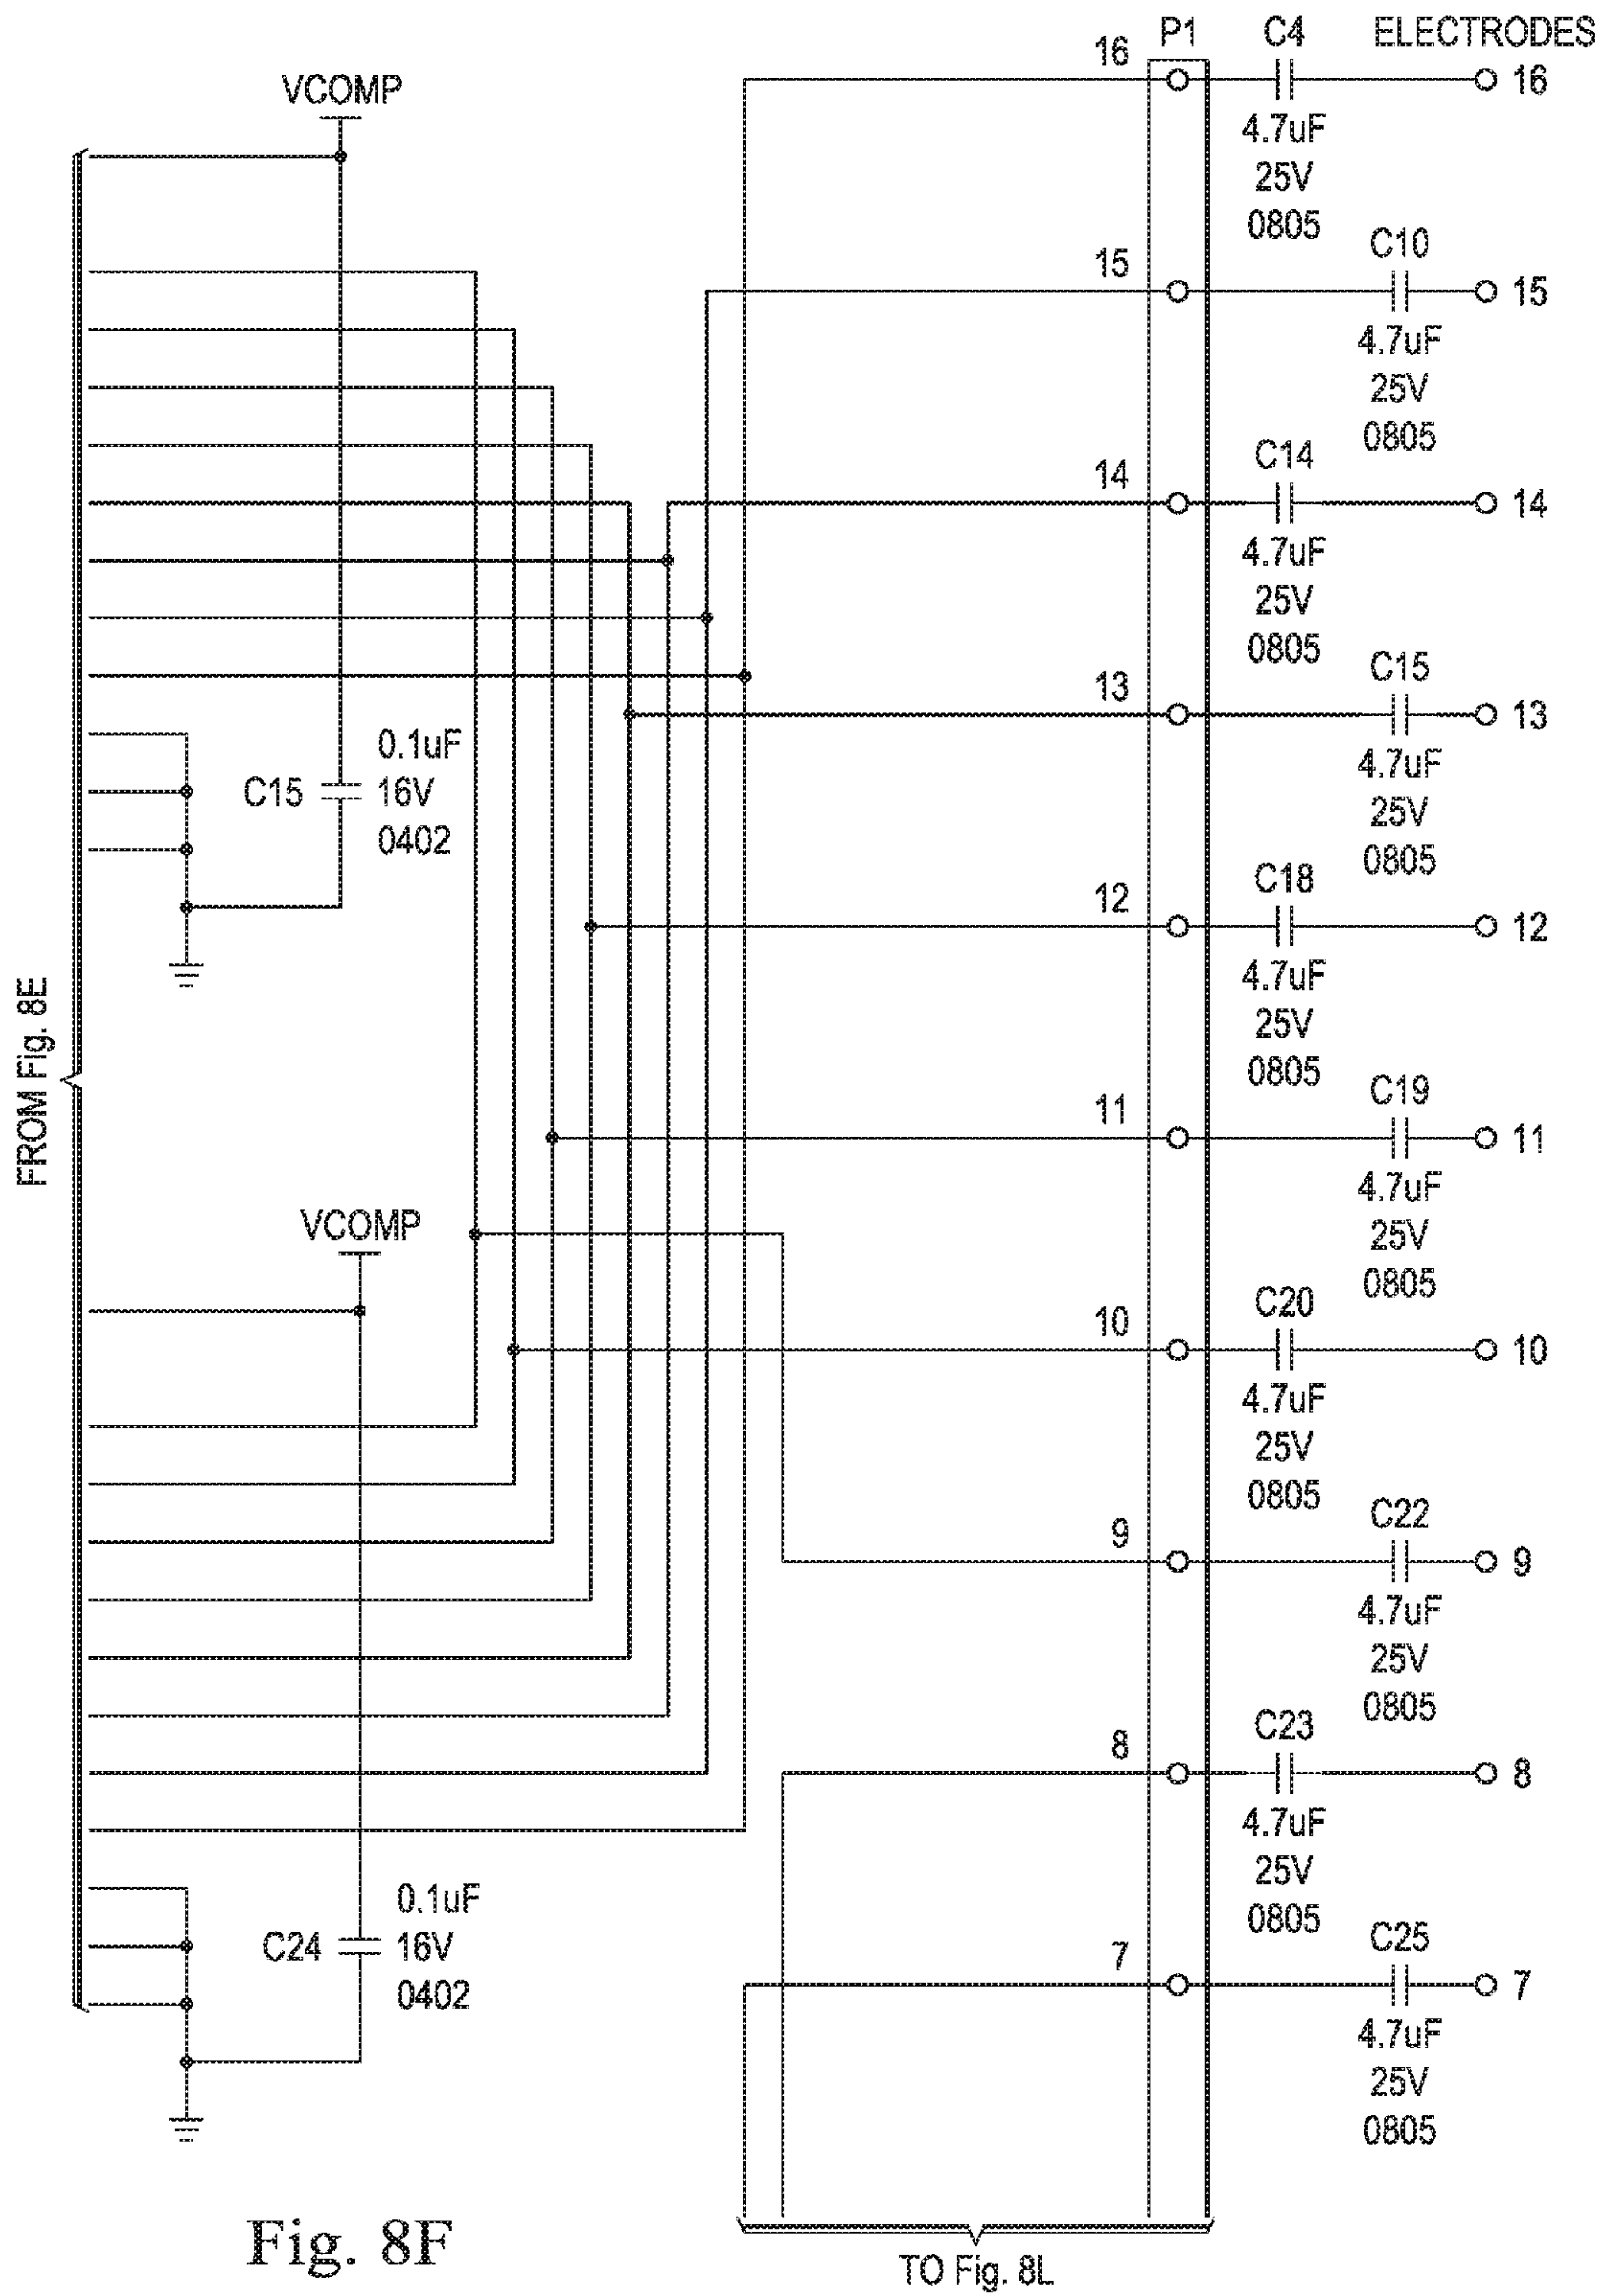 P1 C4 ELECTRODES
16 16
4.7uF
25V
0805
VCOMP
C10
15 15
4.7uF
25V
0805
C14
14 14
4.7uF
25V
0805
C15
13 13
4.7uF
25V
0805
0.1uF
C15 16V
0402
C18
12 12
4.7uF
25V
0805
FROM Fig. 8E
C19
11 11
4.7uF
25V
0805
VCOMP
C20
10 10
4.7uF
25V
0805
C22
9 9
4.7uF
25V
0805
C23
8 8
4.7uF
25V
0805
0.1uF
C24 16V
0402
C25
7 7
4.7uF
25V
0805
Fig. 8F
TO Fig. 8L